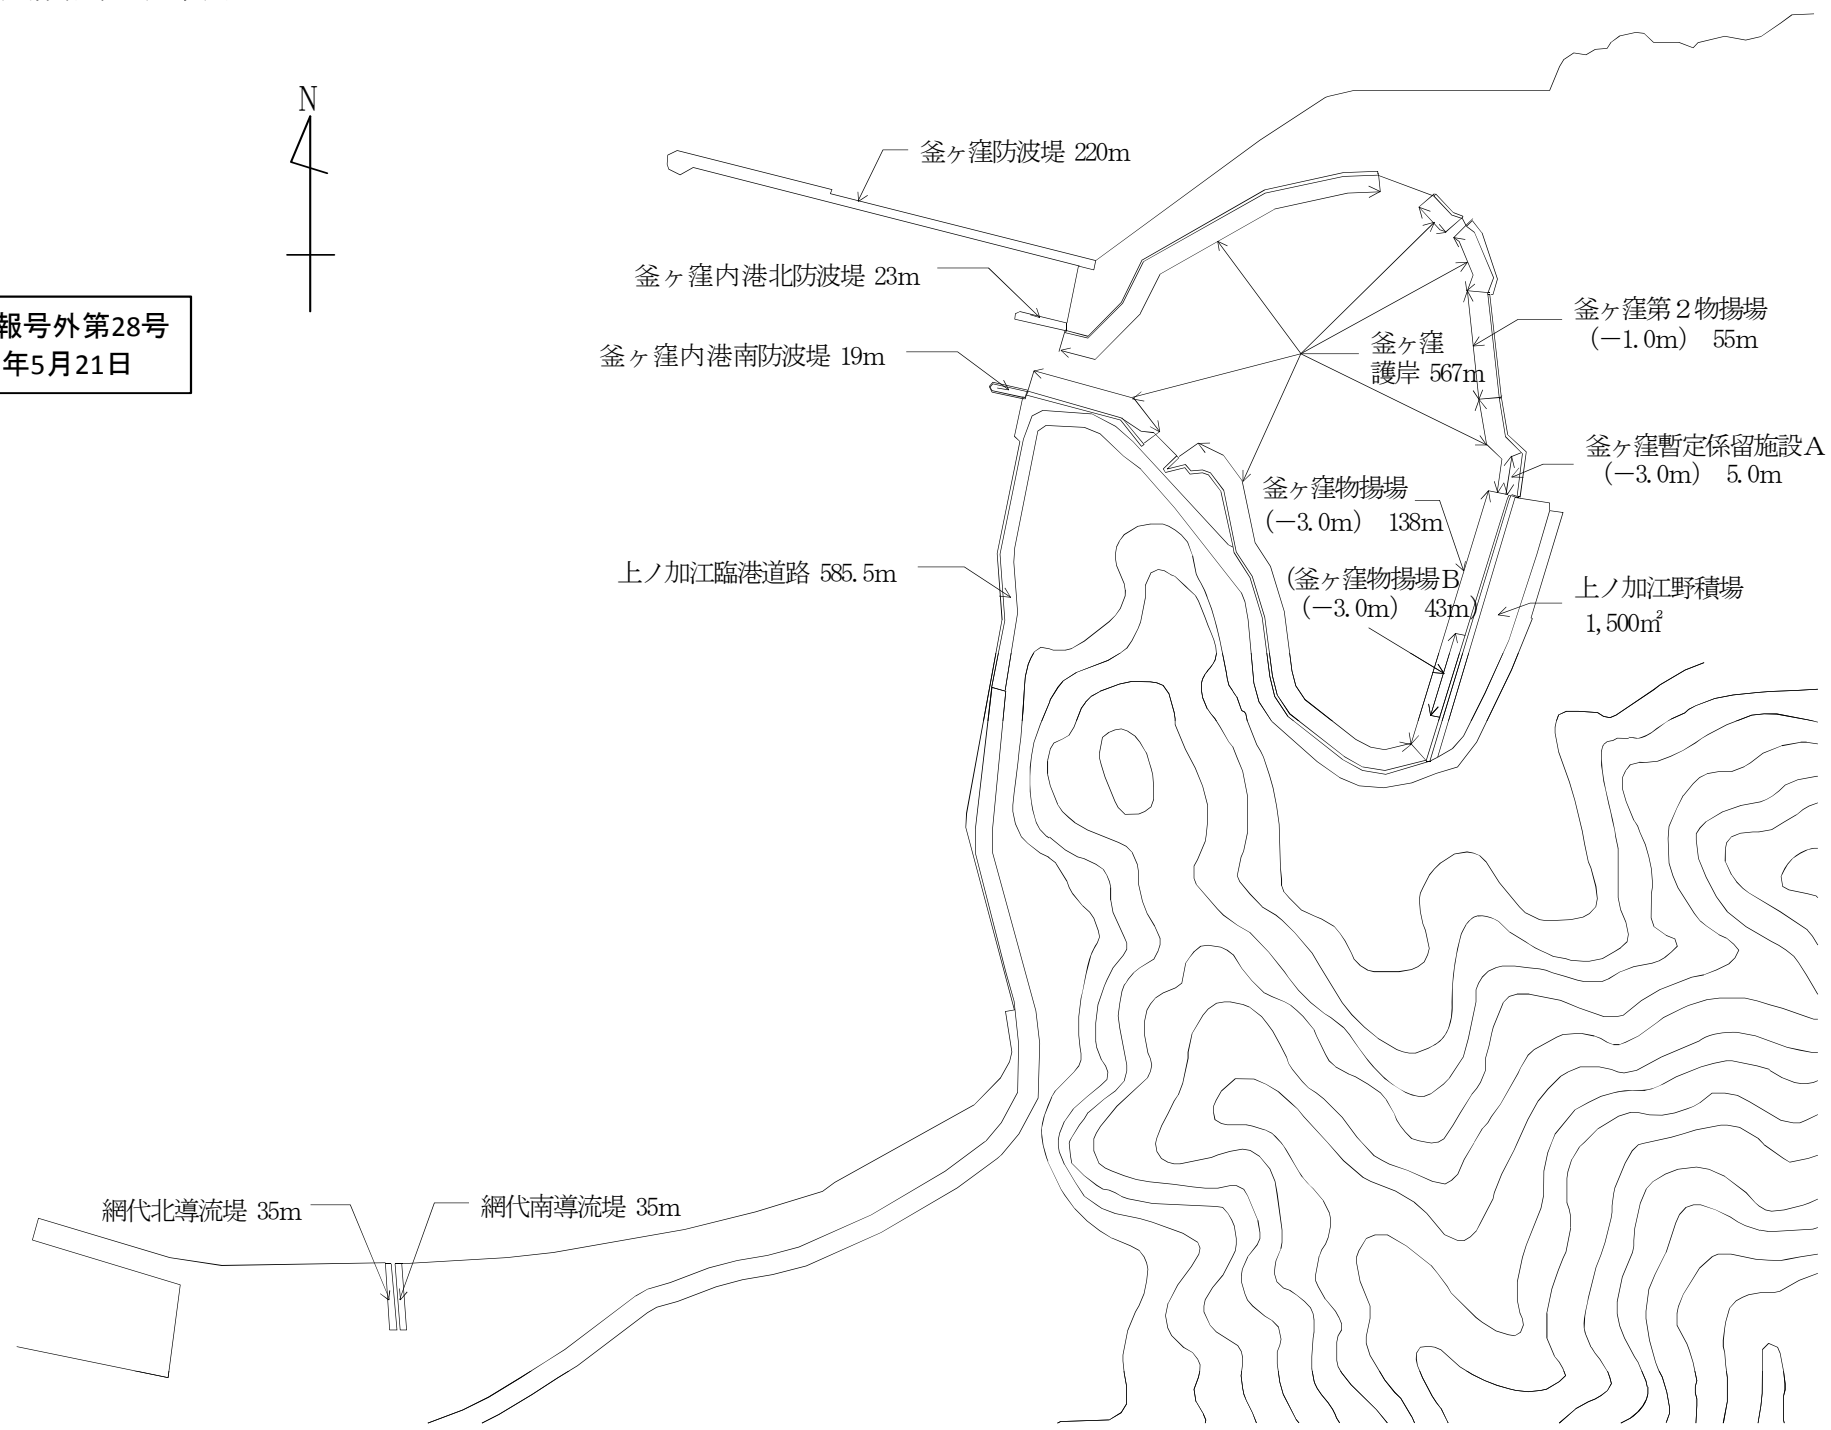 N
報号外第28号
年5月21日
釜ヶ窪防波堤 220m
釜ヶ窪内港北防波堤 23m
釜ヶ窪内港南防波堤 19m
釜ヶ窪
護岸 567m
釜ヶ窪第2物揚場
(-1.0m) 55m
釜ヶ窪暫定係留施設A
(-3.0m) 5.0m
釜ヶ窪物揚場
(-3.0m) 138m
(釜ヶ窪物揚場B
(-3.0m) 43m)
上ノ加江野積場
1,500㎡
上ノ加江臨港道路 585.5m
網代北導流堤 35m
網代南導流堤 35m